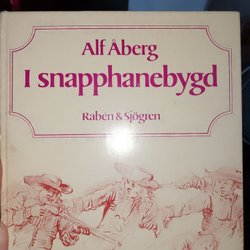 Alf Åberg
I snapphanebygd
Rabén & Sjögren